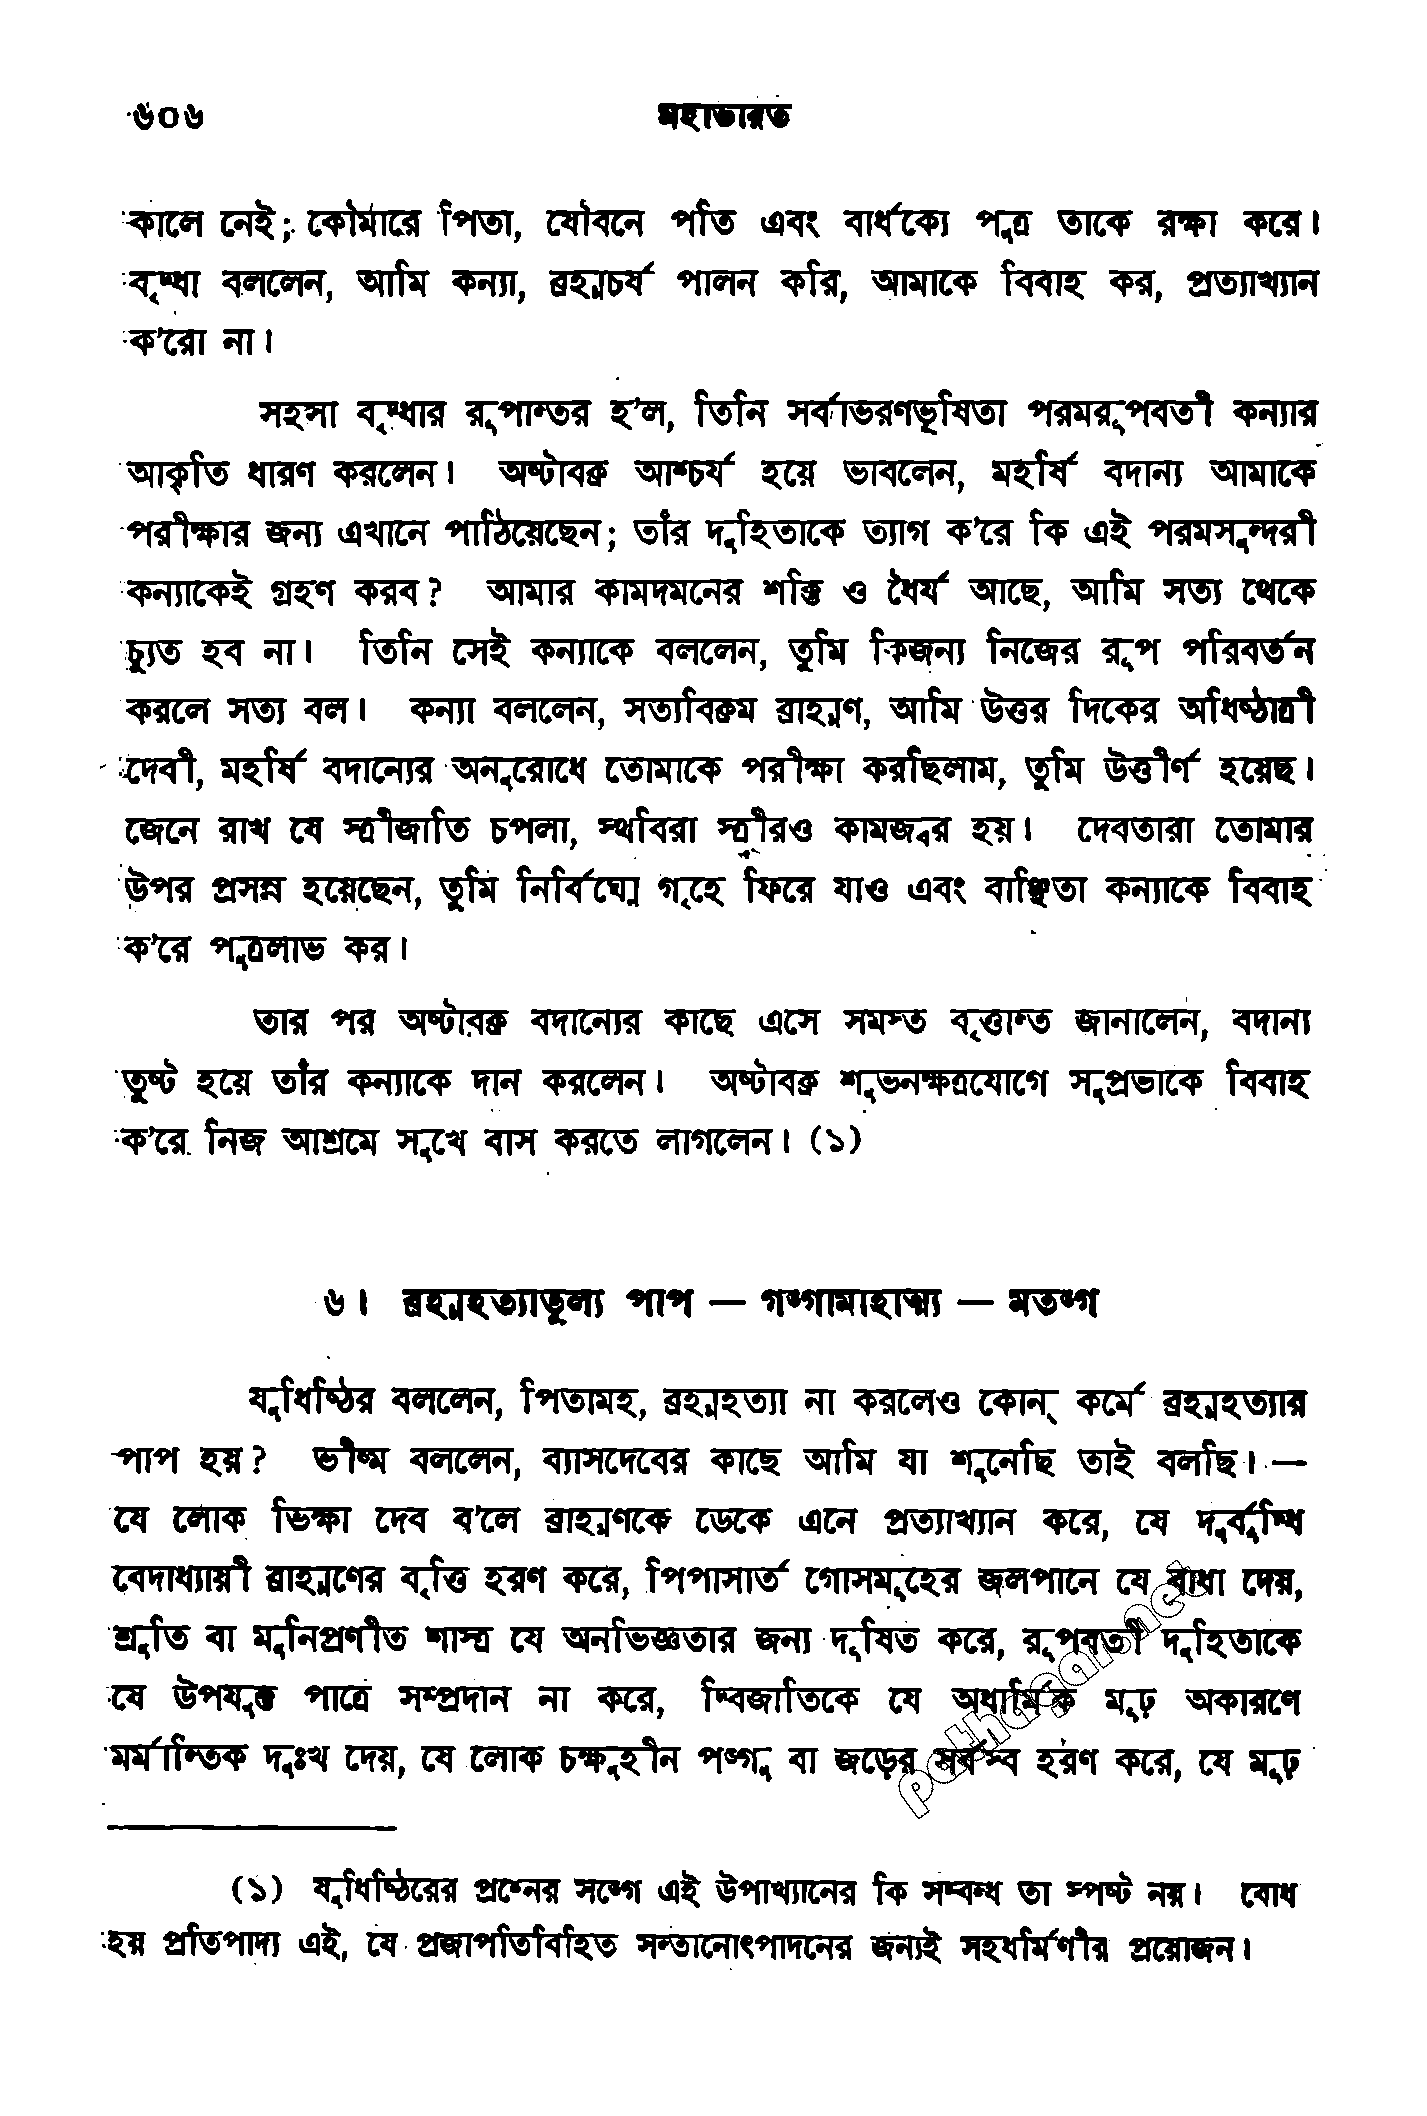 ৬০৬ মহাভারত
কালে নেই; কৌমারে পিতা, যৌবনে পতি এবং বার্ধক্যে পুত্র তাকে রক্ষা করে।
বৃদ্ধা বললেন, আমি কন্যা, ব্রহ্মচর্য পালন করি, আমাকে বিবাহ কর, প্রত্যাখ্যান
ক’রো না।
সহসা বৃদ্ধার রূপান্তর হ’ল, তিনি সর্বাভরণভূষিতা পরমরূপবতী কন্যার
আকৃতি ধারণ করলেন। অষ্টাবক্র আশ্চর্য হয়ে ভাবলেন, মহর্ষি বদান্য আমাকে
পরীক্ষার জন্য এখানে পাঠিয়েছেন; তাঁর দুহিতাকে ত্যাগ ক’রে কি এই পরমসুন্দরী
কন্যাকেই গ্রহণ করব? আমার কামদমনের শক্তি ও ধৈর্য আছে, আমি সত্য থেকে
চ্যুত হব না। তিনি সেই কন্যাকে বললেন, তুমি কিজন্য নিজের রূপ পরিবর্তন
করলে সত্য বল। কন্যা বললেন, সত্যবিক্রম ব্রাহ্মণ, আমি উত্তর দিকের অধিষ্ঠাত্রী
দেবী, মহর্ষি বদান্যের অনুরোধে তোমাকে পরীক্ষা করছিলাম, তুমি উত্তীর্ণ হয়েছ।
জেনে রাখ যে স্ত্রীজাতি চপলা, স্থবিরা স্ত্রীরও কামজ্বর হয়। দেবতারা তোমার
উপর প্রসন্ন হয়েছেন, তুমি নির্বিঘ্নে গৃহে ফিরে যাও এবং বাঞ্ছিতা কন্যাকে বিবাহ
ক’রে পুত্রলাভ কর।
তার পর অষ্টাবক্র বদান্যের কাছে এসে সমস্ত বৃত্তান্ত জানালেন, বদান্য
তুষ্ট হয়ে তাঁর কন্যাকে দান করলেন। অষ্টাবক্র শুভনক্ষত্রযোগে সুপ্রভাকে বিবাহ
ক’রে নিজ আশ্রমে সুখে বাস করতে লাগলেন। (১)
৬। ব্রহ্মহত্যাতুল্য পাপ — গঙ্গামাহাত্ম্য — মতঙ্গ
যুধিষ্ঠির বললেন, পিতামহ, ব্রহ্মহত্যা না করলেও কোন্ কর্মে ব্রহ্মহত্যার
পাপ হয়? ভীষ্ম বললেন, ব্যাসদেবের কাছে আমি যা শুনেছি তাই বলছি। —
যে লোক ভিক্ষা দেব ব’লে ব্রাহ্মণকে ডেকে এনে প্রত্যাখ্যান করে, যে দুর্বুদ্ধি
বেদাধ্যায়ী ব্রাহ্মণের বৃত্তি হরণ করে, পিপাসার্ত গোসমূহের জলপানে যে বাধা দেয়,
শ্রুতি বা মুনিপ্রণীত শাস্ত্র যে অনভিজ্ঞতার জন্য দূষিত করে, রূপবতী দুহিতাকে
যে উপযুক্ত পাত্রে সম্প্রদান না করে, দ্বিজাতিকে যে অধার্মিক মূঢ় অকারণে
মর্মান্তিক দুঃখ দেয়, যে লোক চক্ষুহীন পঙ্গু বা জড়ের সর্বস্ব হরণ করে, যে মূঢ়
(১) যুধিষ্ঠিরের প্রশ্নের সঙ্গে এই উপাখ্যানের কি সম্বন্ধ তা স্পষ্ট নয়। বোধ
হয় প্রতিপাদ্য এই, যে প্রজাপতিবিহিত সন্তানোৎপাদনের জন্যই সহধর্মিণীর প্রয়োজন।